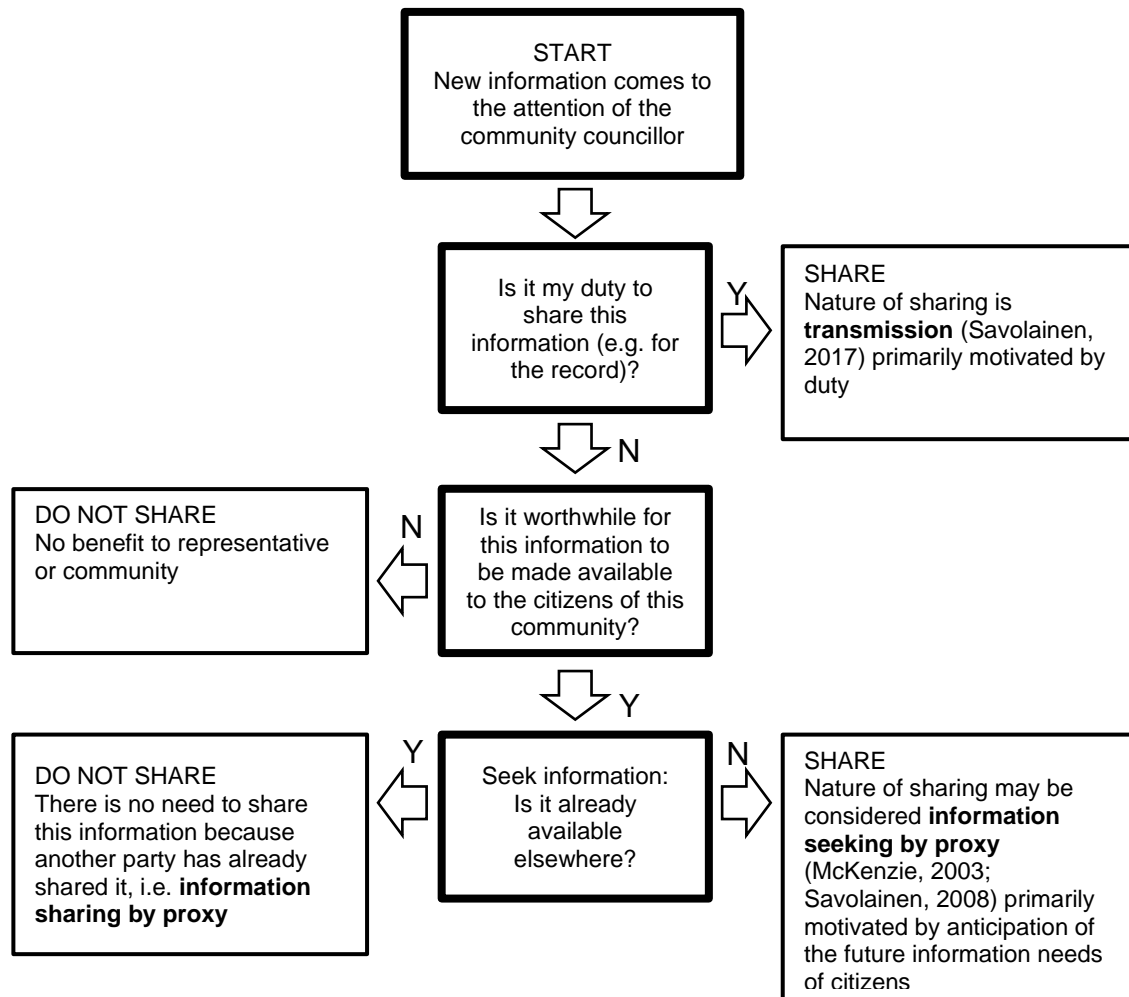 START
New information comes to
the attention of the
community councillor
Is it my duty to
share this
information (e.g. for
the record)?
Y
SHARE
Nature of sharing is
transmission (Savolainen,
2017) primarily motivated by
duty
N
DO NOT SHARE
No benefit to representative
or community
N
Is it worthwhile for
this information to
be made available
to the citizens of this
community?
Y
DO NOT SHARE
There is no need to share
this information because
another party has already
shared it, i.e. information
sharing by proxy
Y
Seek information:
Is it already
available
elsewhere?
N
SHARE
Nature of sharing may be
considered information
seeking by proxy
(McKenzie, 2003;
Savolainen, 2008) primarily
motivated by anticipation of
the future information needs
of citizens